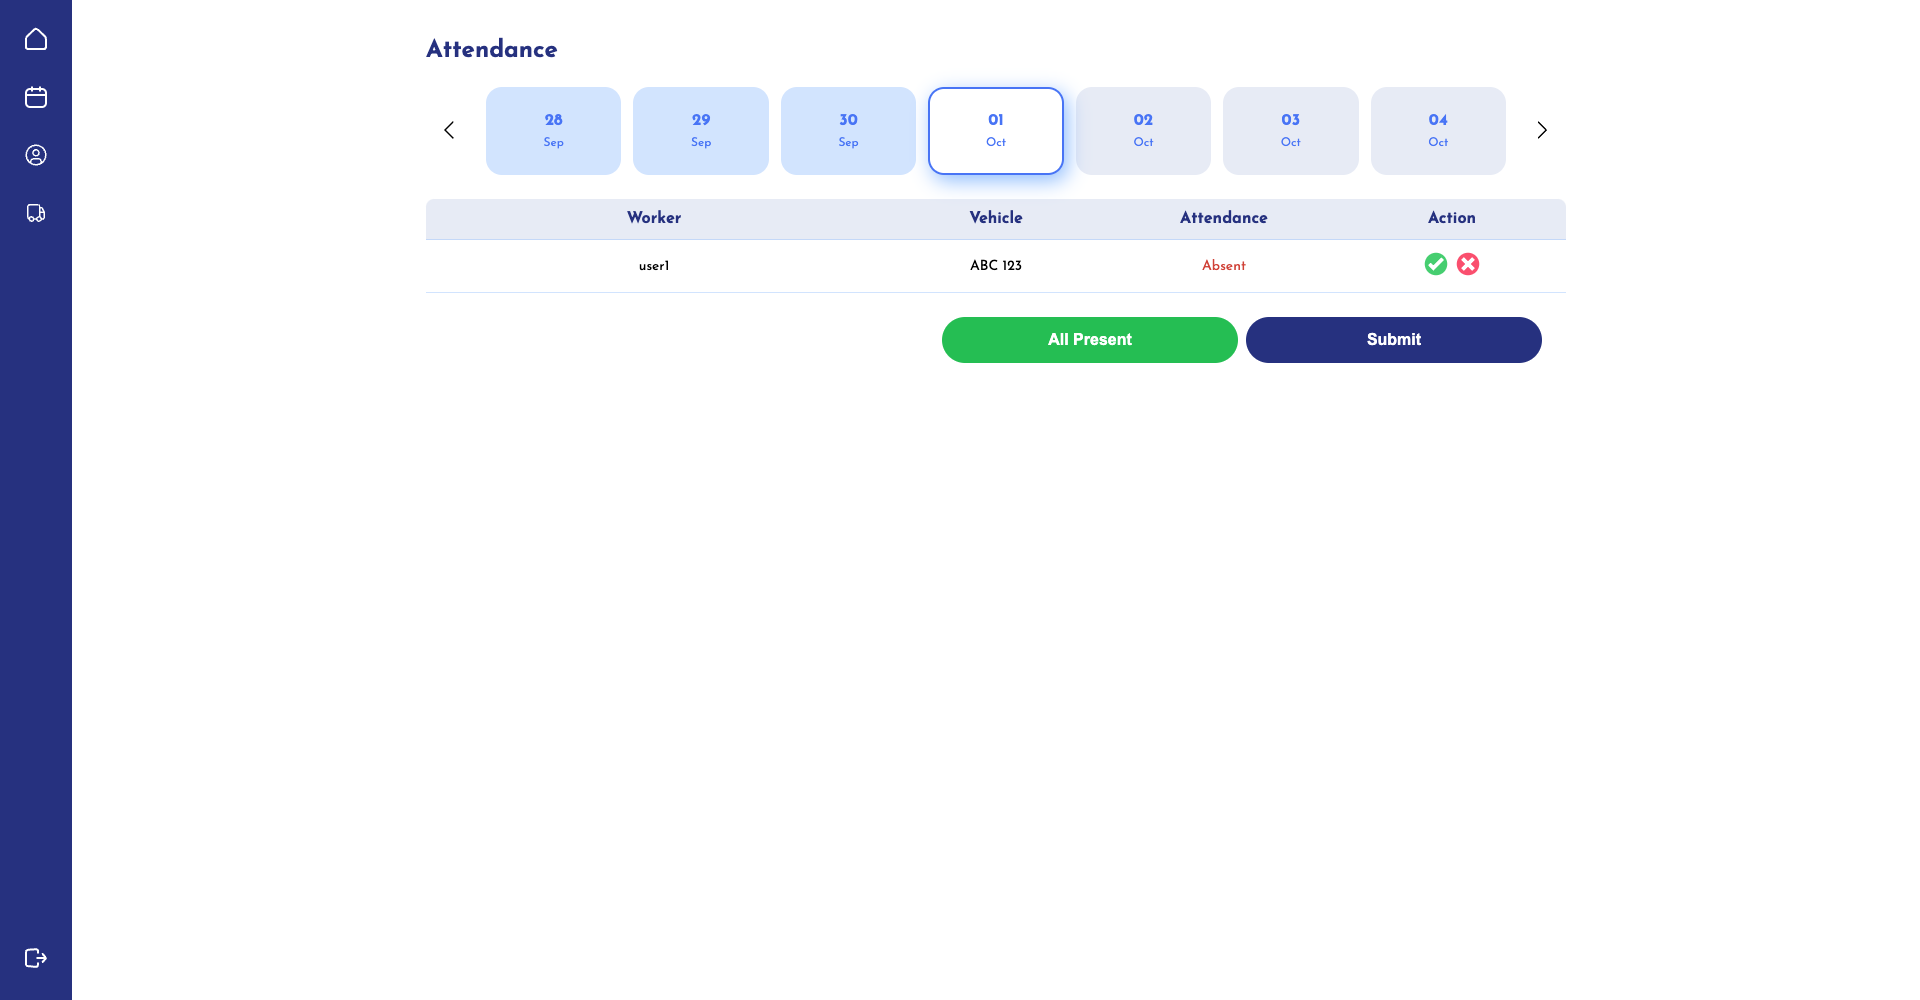 Attendance
28 29 30 01 02 03 04
Sep Sep Sep Oct Oct Oct Oct
Worker Vehicle Attendance Action
user1 ABC 123 Absent
All Present Submit